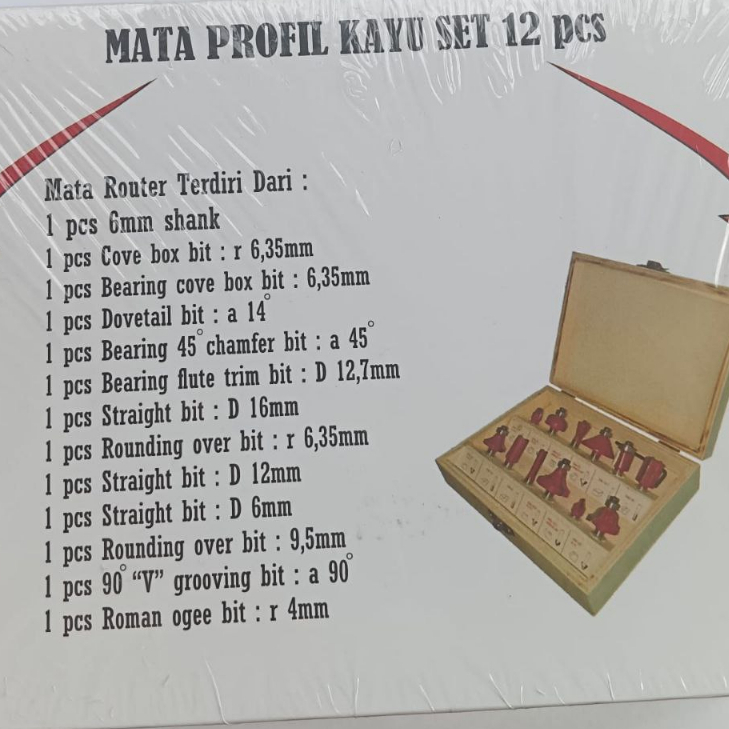 MATA PROFIL KAYU SET 12 pcs
Mata Router Terdiri Dari :
1 pcs 6mm shank
1 pcs Cove box bit : r 6,35mm
1 pcs Bearing cove box bit : 6,35mm
1 pcs Dovetail bit : a 14°
1 pcs Bearing 45° chamfer bit : a 45°
1 pcs Bearing flute trim bit : D 12,7mm
1 pcs Straight bit : D 16mm
1 pcs Rounding over bit : r 6,35mm
1 pcs Straight bit : D 12mm
1 pcs Straight bit : D 6mm
1 pcs Rounding over bit : 9,5mm
1 pcs 90° “V” grooving bit : a 90°
1 pcs Roman ogee bit : r 4mm